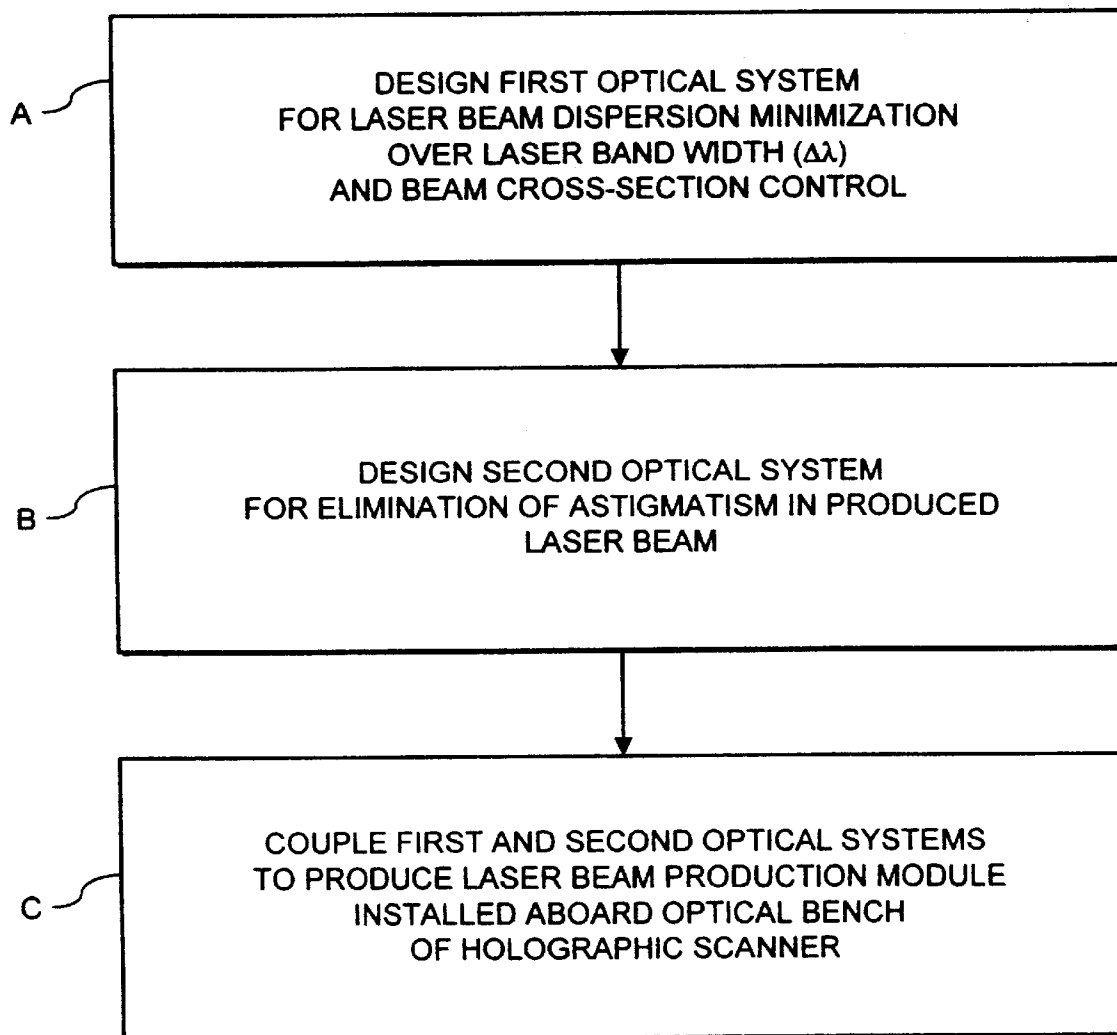 A
DESIGN FIRST OPTICAL SYSTEM
FOR LASER BEAM DISPERSION MINIMIZATION
OVER LASER BAND WIDTH (Δλ)
AND BEAM CROSS-SECTION CONTROL
B
DESIGN SECOND OPTICAL SYSTEM
FOR ELIMINATION OF ASTIGMATISM IN PRODUCED
LASER BEAM
C
COUPLE FIRST AND SECOND OPTICAL SYSTEMS
TO PRODUCE LASER BEAM PRODUCTION MODULE
INSTALLED ABOARD OPTICAL BENCH
OF HOLOGRAPHIC SCANNER